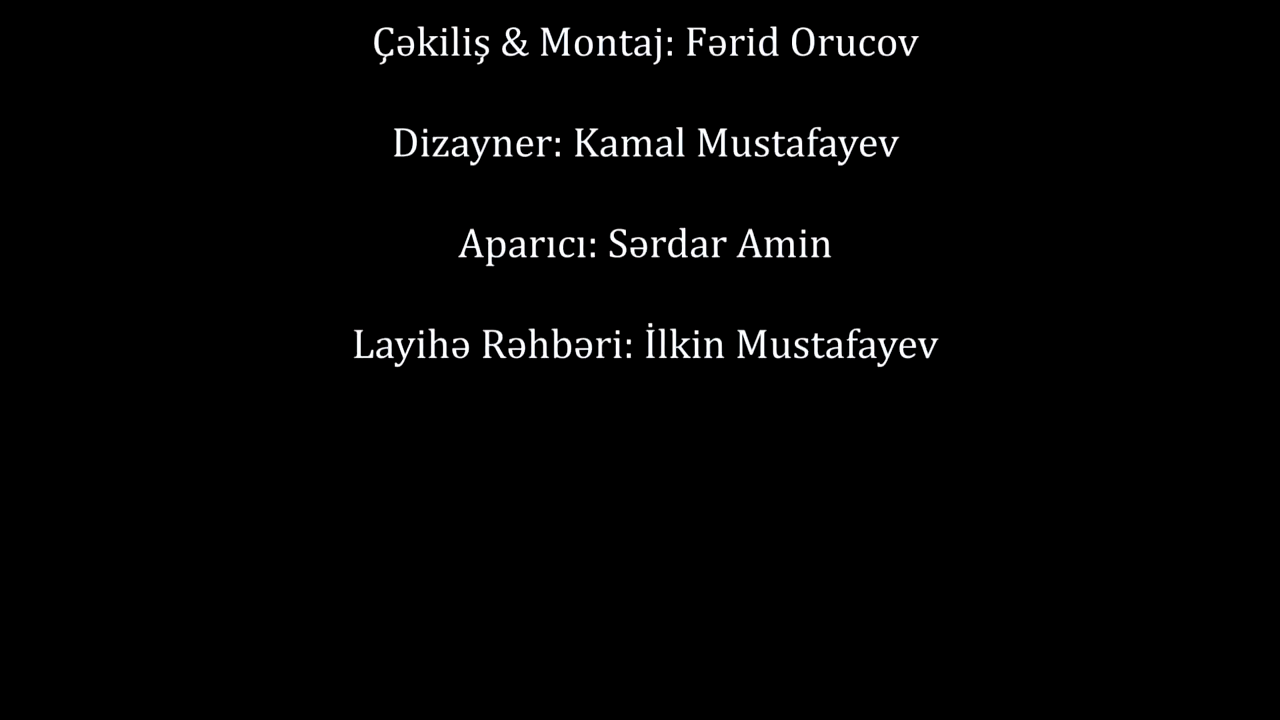 Çəkiliş & Montaj: Fərid Orucov
Dizayner: Kamal Mustafayev
Aparıcı: Sərdar Amin
Layihə Rəhbəri: İlkin Mustafayev